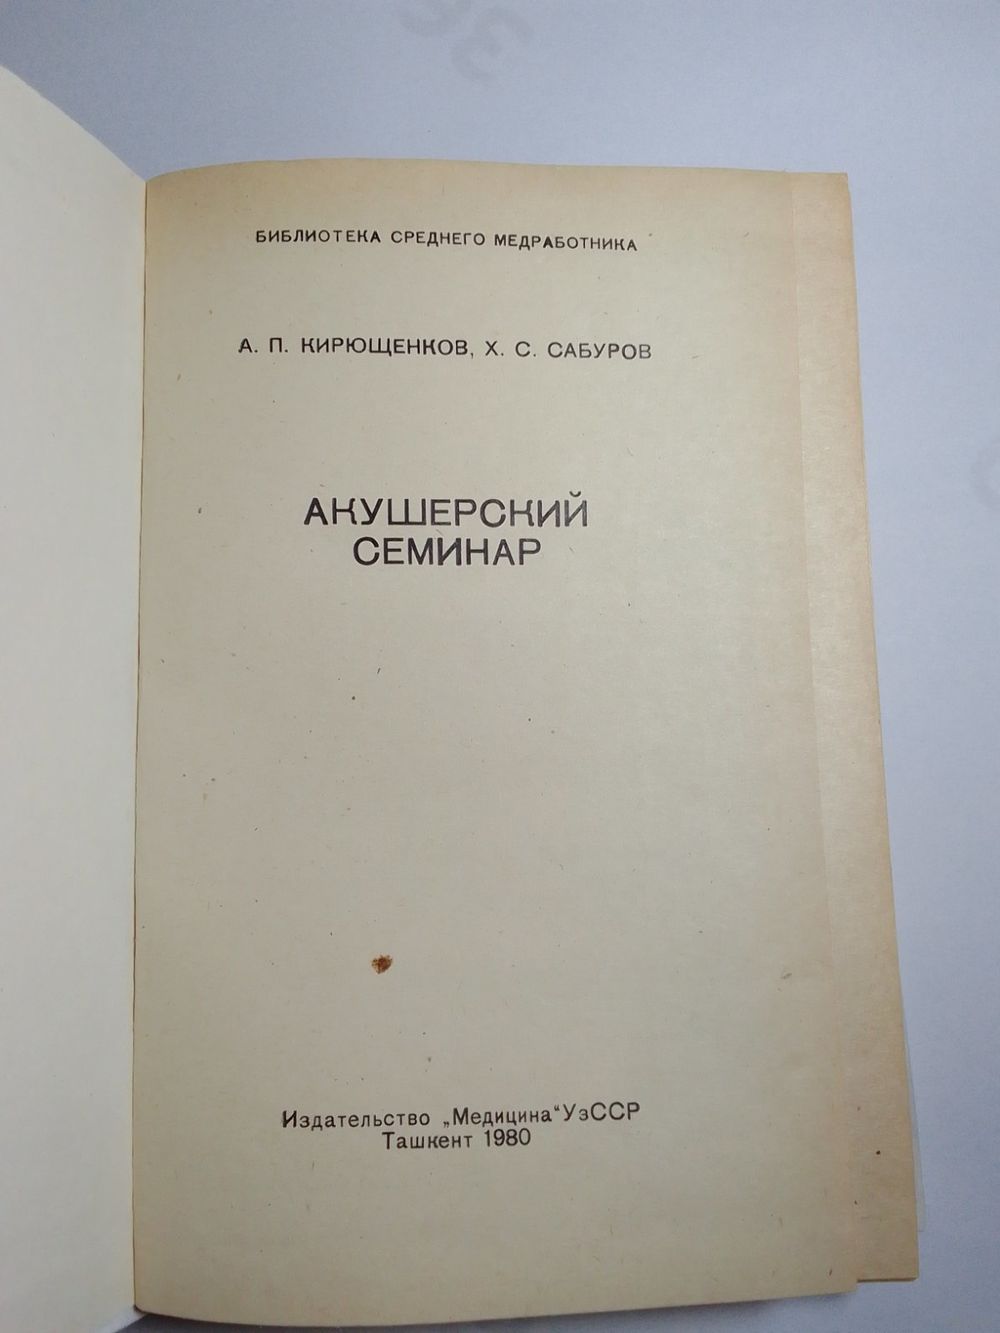 БИБЛИОТЕКА СРЕДНЕГО МЕДРАБОТНИКА
А. П. КИРЮЩЕНКОВ, Х. С. САБУРОВ
АКУШЕРСКИЙ
СЕМИНАР
Издательство „Медицина“ УзССР
Ташкент 1980